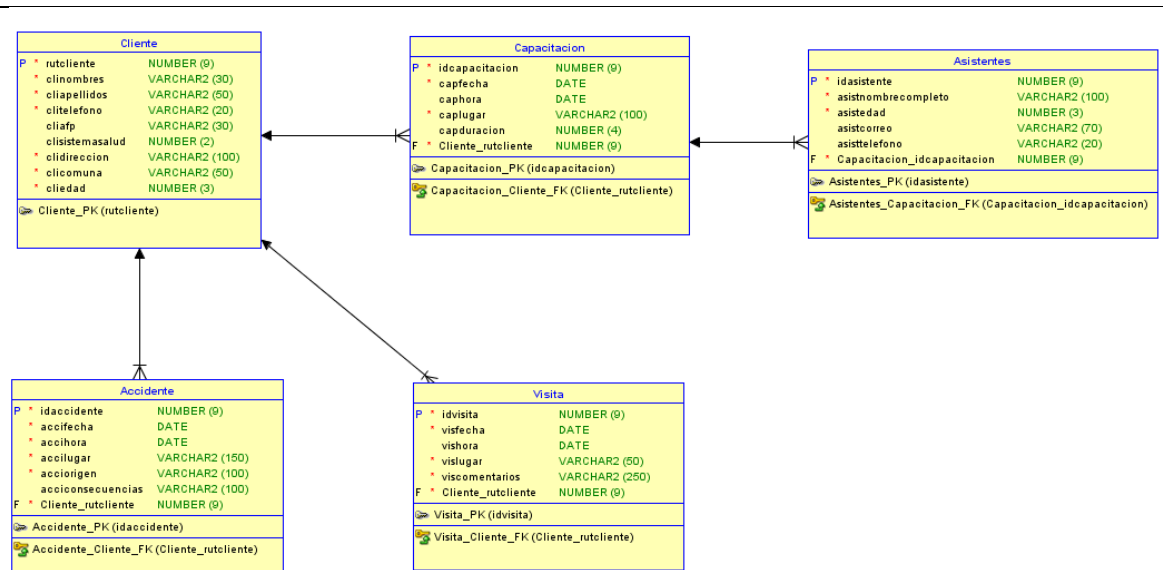 Cliente
P * rutcliente NUMBER (9)
* clinombres VARCHAR2 (30)
* cliapellidos VARCHAR2 (50)
* clitelefono VARCHAR2 (20)
cliafp VARCHAR2 (30)
clisistemasalud NUMBER (2)
* clidireccion VARCHAR2 (100)
* clicomuna VARCHAR2 (50)
* cliedad NUMBER (3)
Cliente_PK (rutcliente)
Capacitacion
P * idcapacitacion NUMBER (9)
* capfecha DATE
caphora DATE
* caplugar VARCHAR2 (100)
capduracion NUMBER (4)
F * Cliente_rutcliente NUMBER (9)
Capacitacion_PK (idcapacitacion)
Capacitacion_Cliente_FK (Cliente_rutcliente)
Asistentes
P * idasistente NUMBER (9)
* asistnombrecompleto VARCHAR2 (100)
* asistedad NUMBER (3)
asistcorreo VARCHAR2 (70)
asisttelefono VARCHAR2 (20)
F * Capacitacion_idcapacitacion NUMBER (9)
Asistentes_PK (idasistente)
Asistentes_Capacitacion_FK (Capacitacion_idcapacitacion)
Accidente
P * idaccidente NUMBER (9)
* accifecha DATE
* accihora DATE
* accilugar VARCHAR2 (150)
* acciorigen VARCHAR2 (100)
acciconsecuencias VARCHAR2 (100)
F * Cliente_rutcliente NUMBER (9)
Accidente_PK (idaccidente)
Accidente_Cliente_FK (Cliente_rutcliente)
Visita
P * idvisita NUMBER (9)
* visfecha DATE
vishora DATE
* vislugar VARCHAR2 (50)
* viscomentarios VARCHAR2 (250)
F * Cliente_rutcliente NUMBER (9)
Visita_PK (idvisita)
Visita_Cliente_FK (Cliente_rutcliente)